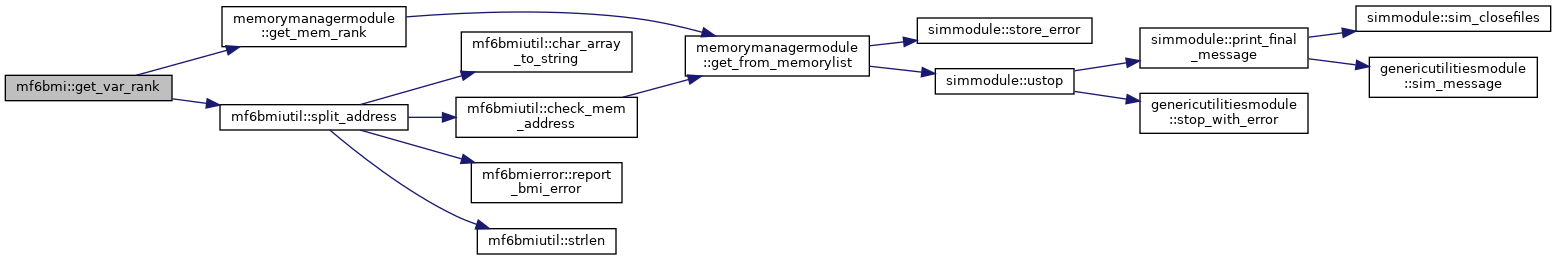 mf6bmi::get_var_rank
memorymanagermodule
::get_mem_rank
mf6bmiutil::split_address
mf6bmiutil::char_array
_to_string
mf6bmiutil::check_mem
_address
mf6bmierror::report
_bmi_error
mf6bmiutil::strlen
memorymanagermodule
::get_from_memorylist
simmodule::store_error
simmodule::ustop
simmodule::print_final
_message
genericutilitiesmodule
::stop_with_error
simmodule::sim_closefiles
genericutilitiesmodule
::sim_message